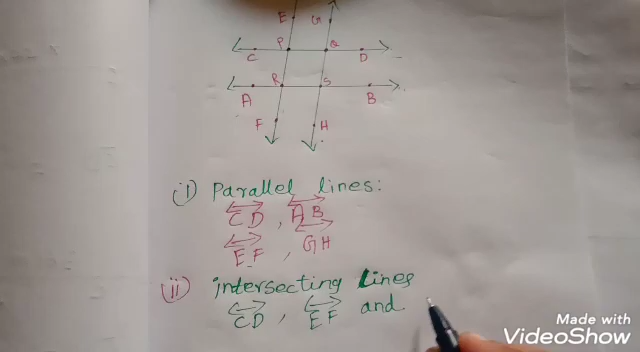 E G
C P Q D
A R S B
F H
(i) Parallel lines:
CD, AB
EF, GH
(ii) intersecting Lines
CD, EF and
Made with
VideoShow